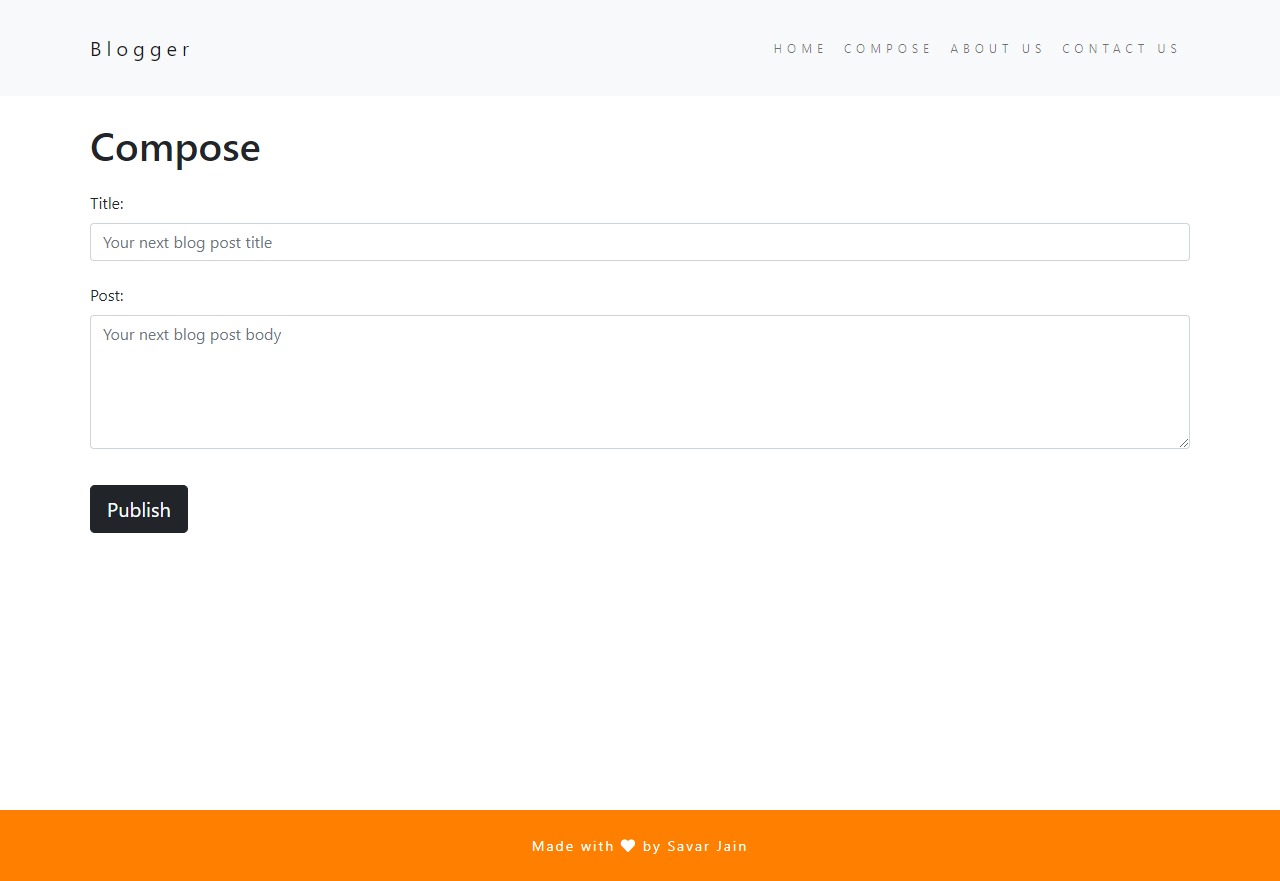 Blogger
HOME COMPOSE ABOUT US CONTACT US
Compose
Title:
Your next blog post title
Post:
Your next blog post body
Publish
Made with ♥ by Savar Jain